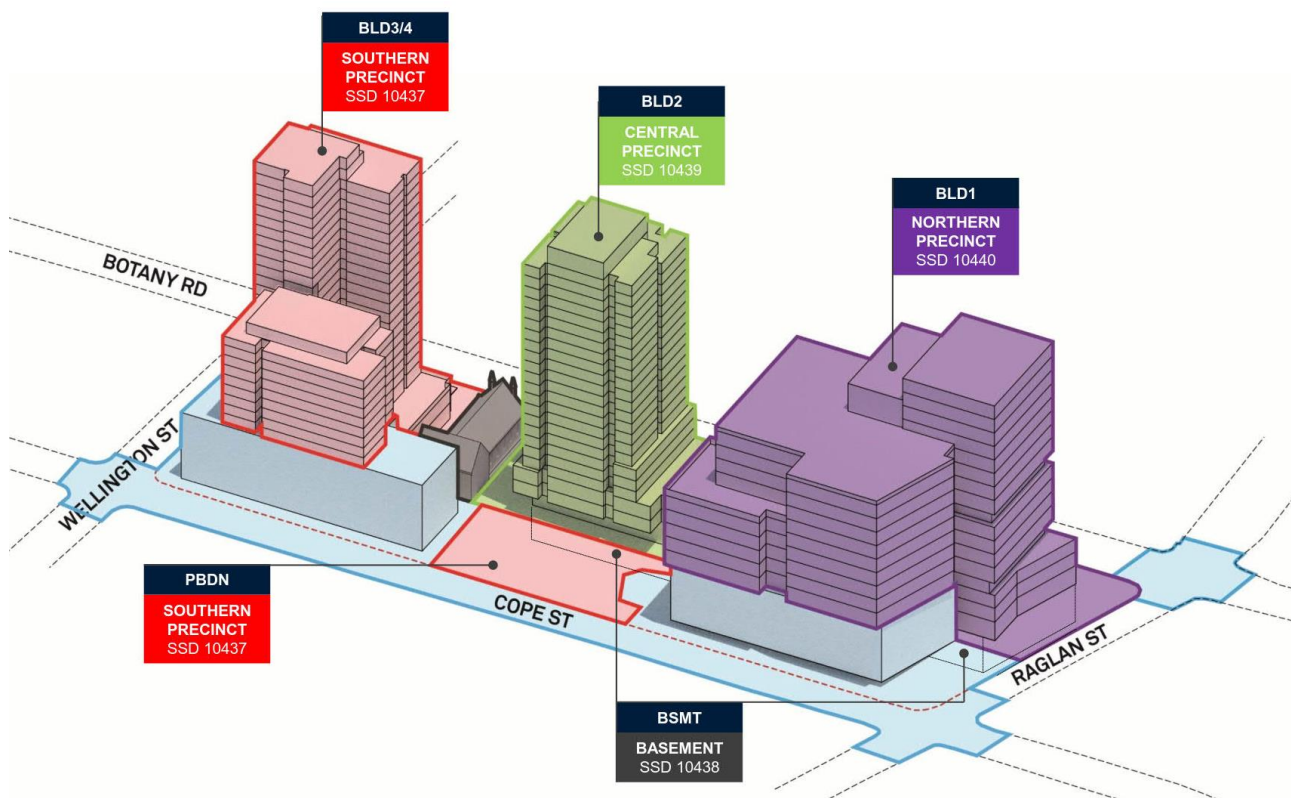 BLD3/4
SOUTHERN
PRECINCT
SSD 10437
BLD2
CENTRAL
PRECINCT
SSD 10439
BLD1
NORTHERN
PRECINCT
SSD 10440
BOTANY RD
WELLINGTON ST
PBDN
SOUTHERN
PRECINCT
SSD 10437
COPE ST
RAGLAN ST
BSMT
BASEMENT
SSD 10438